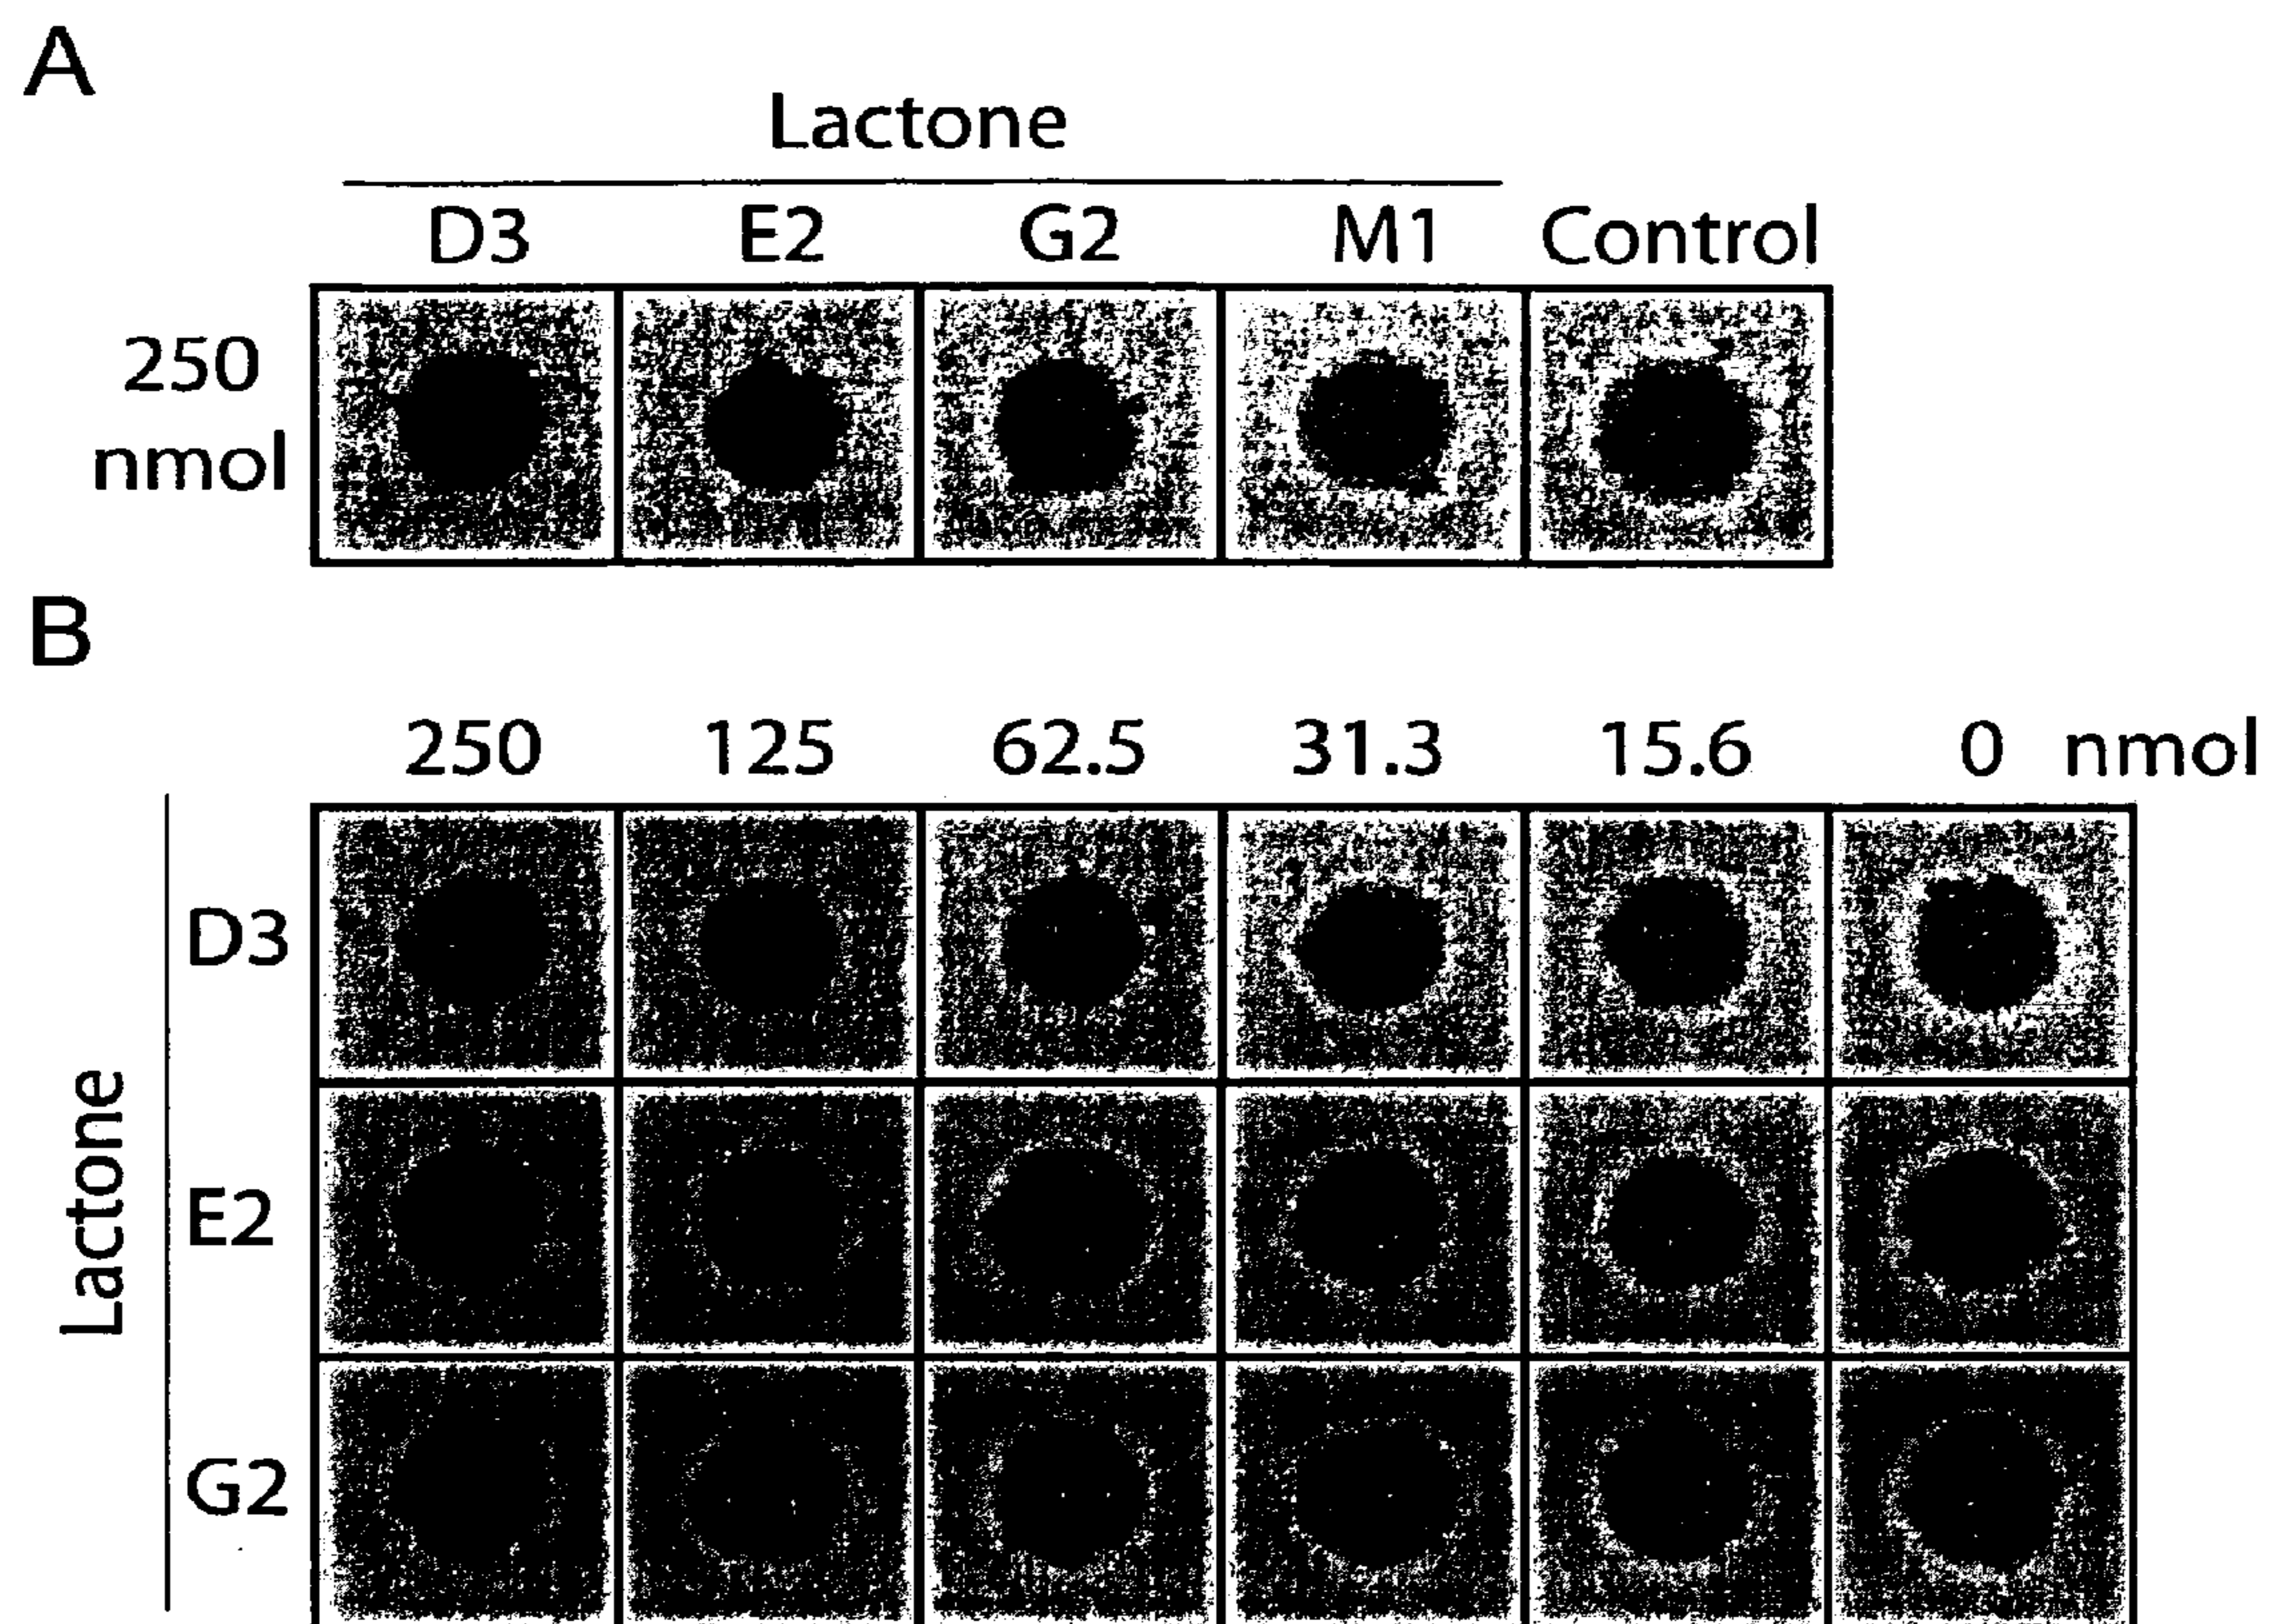 A
Lactone
D3 E2 G2 M1 Control
250
nmol
B
250 125 62.5 31.3 15.6 0 nmol
Lactone
D3
E2
G2